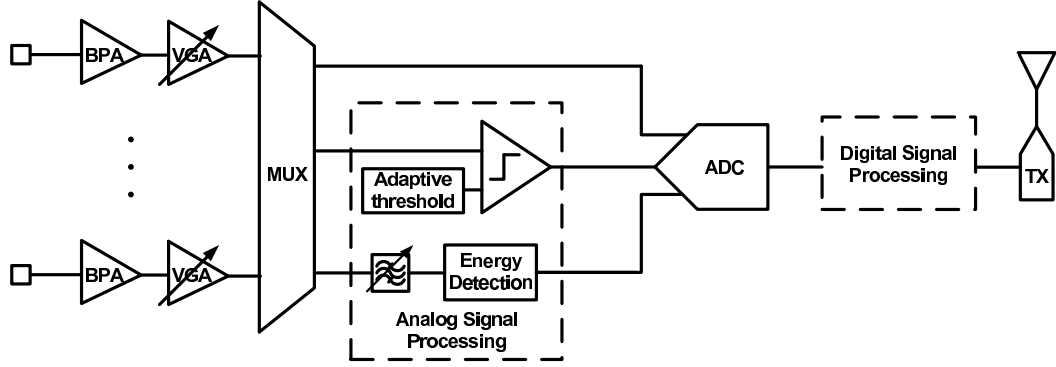 BPA
VGA
MUX
Adaptive
threshold
ADC
Digital Signal
Processing
TX
BPA
VGA
Energy
Detection
Analog Signal
Processing